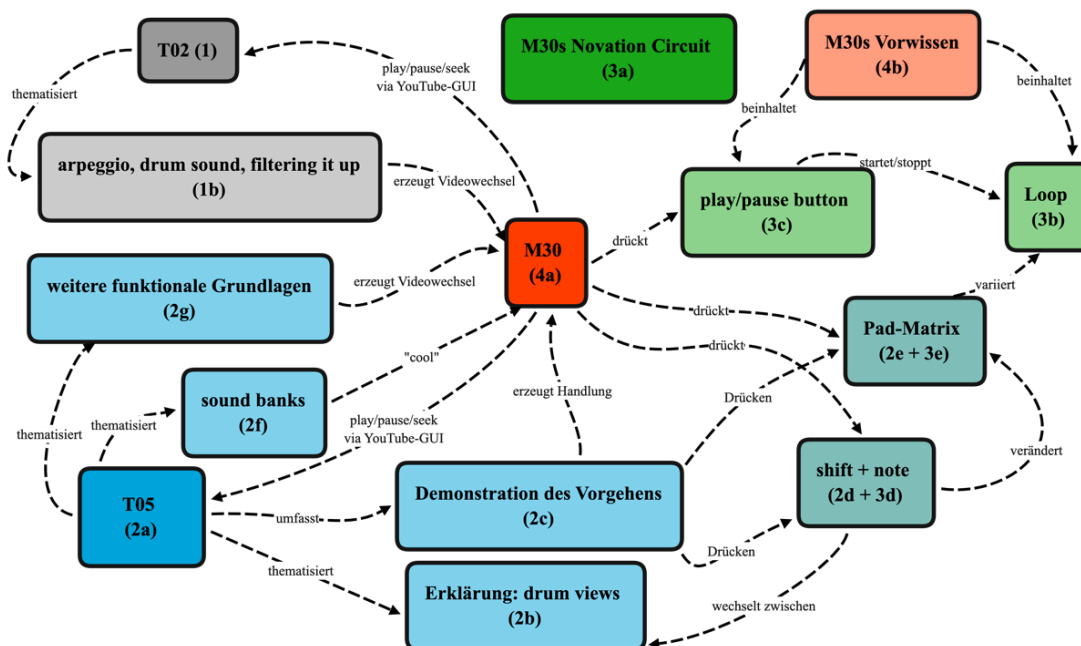 T02 (1)
M30s Novation Circuit
(3a)
M30s Vorwissen
(4b)
play/pause/seek
via YouTube-GUI
thematisiert
beinhaltet
beinhaltet
arpeggio, drum sound, filtering it up
(1b)
erzeugt Videowechsel
startet/stoppt
play/pause button
(3c)
Loop
(3b)
M30
(4a)
drückt
weitere funktionale Grundlagen
(2g)
erzeugt Videowechsel
variiert
drückt
Pad-Matrix
(2e + 3e)
"cool"
drückt
sound banks
(2f)
erzeugt Handlung
Drücken
thematisiert
thematisiert
play/pause/seek
via YouTube-GUI
verändert
shift + note
(2d + 3d)
T05
(2a)
umfasst
Demonstration des Vorgehens
(2c)
Drücken
thematisiert
Erklärung: drum views
(2b)
wechselt zwischen